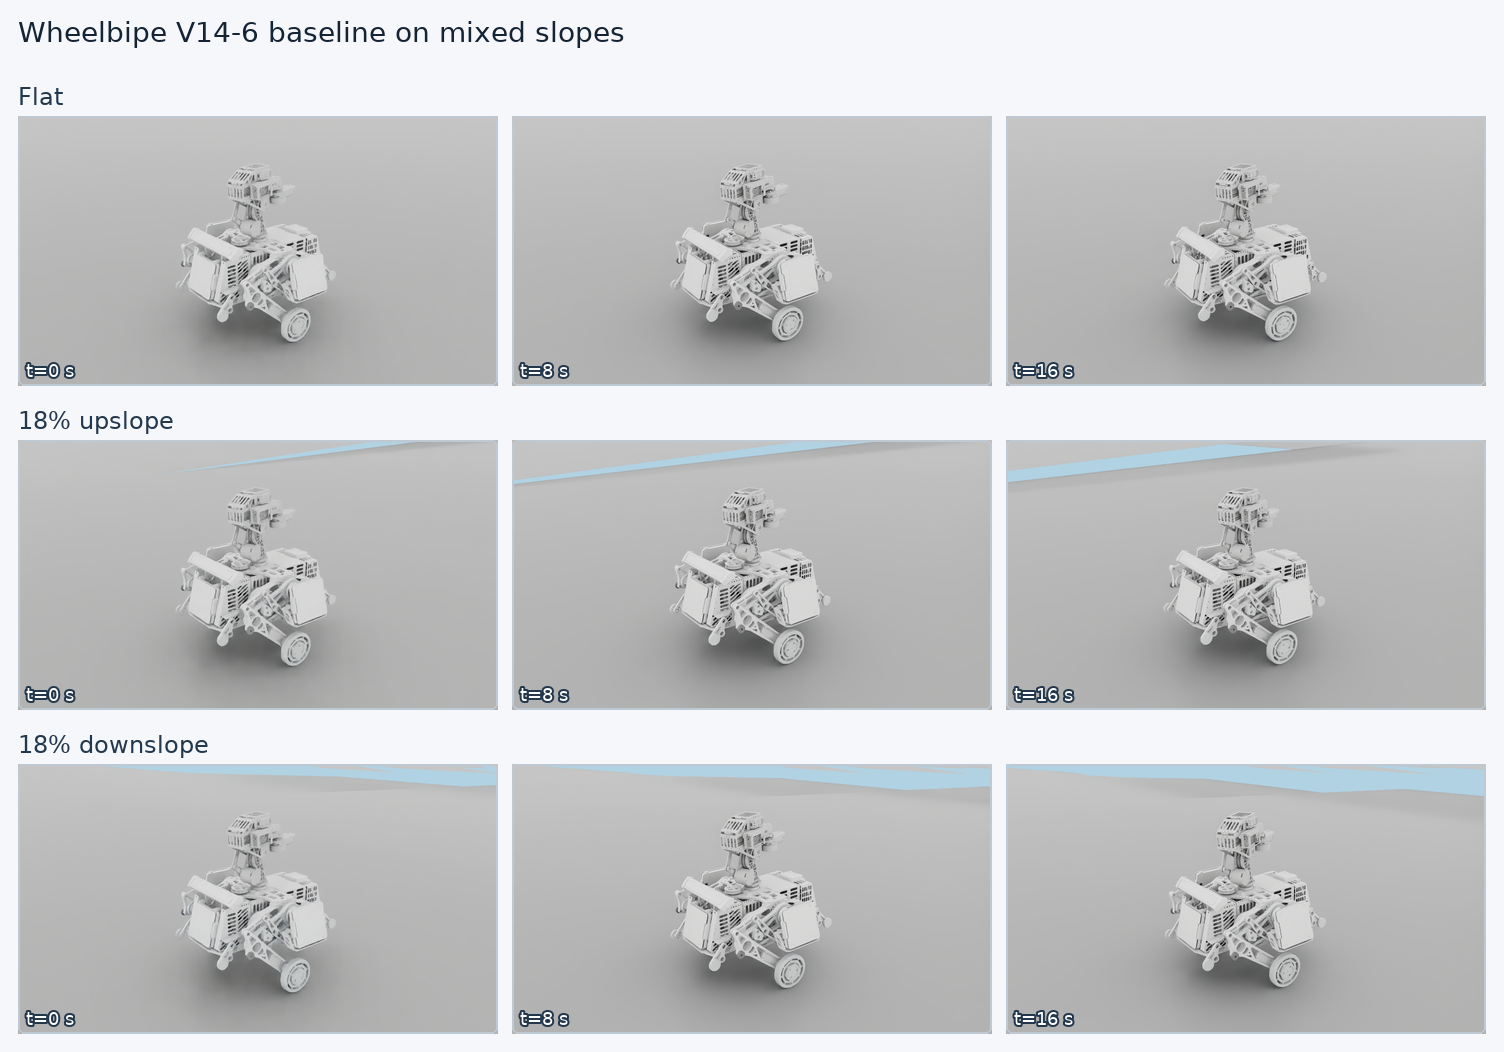 Wheelbipe V14-6 baseline on mixed slopes
Flat
t=0 s
t=8 s
t=16 s
18% upslope
t=0 s
t=8 s
t=16 s
18% downslope
t=0 s
t=8 s
t=16 s